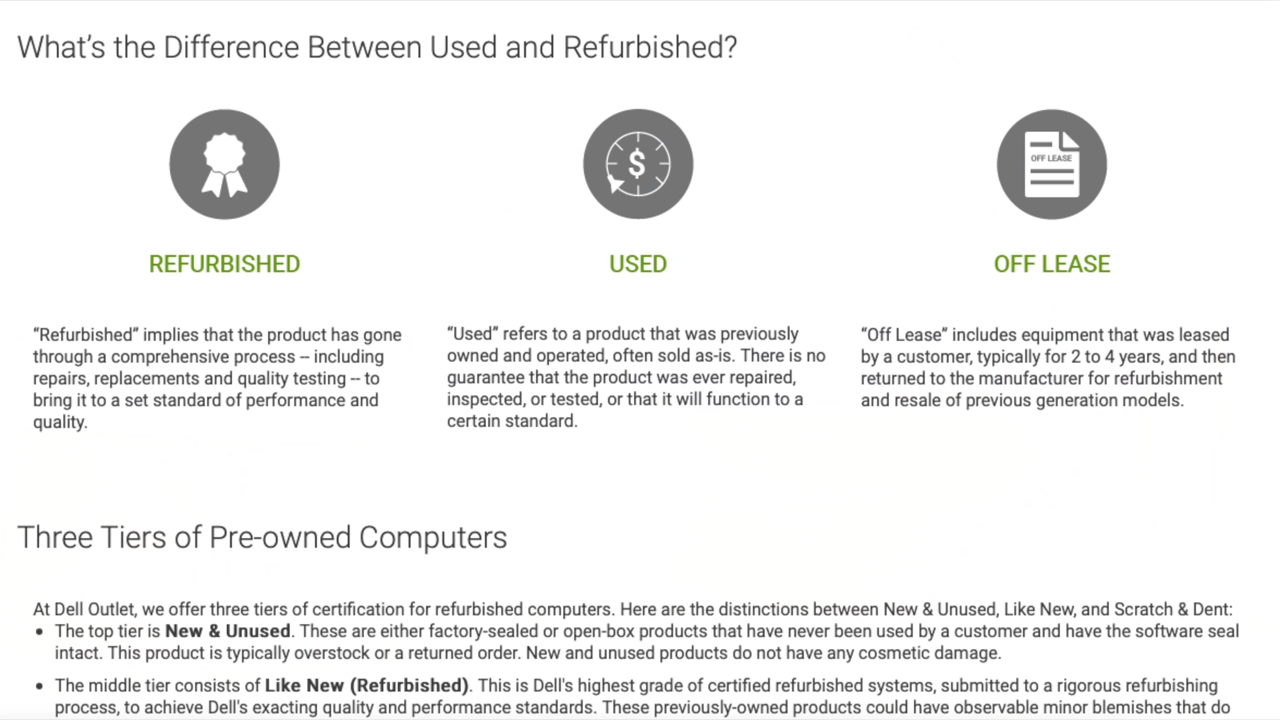 What's the Difference Between Used and Refurbished?
OFF LEASE
REFURBISHED
USED
OFF LEASE
“Refurbished” implies that the product has gone
through a comprehensive process -- including
repairs, replacements and quality testing -- to
bring it to a set standard of performance and
quality.
“Used” refers to a product that was previously
owned and operated, often sold as-is. There is no
guarantee that the product was ever repaired,
inspected, or tested, or that it will function to a
certain standard.
“Off Lease” includes equipment that was leased
by a customer, typically for 2 to 4 years, and then
returned to the manufacturer for refurbishment
and resale of previous generation models.
Three Tiers of Pre-owned Computers
At Dell Outlet, we offer three tiers of certification for refurbished computers. Here are the distinctions between New & Unused, Like New, and Scratch & Dent:
• The top tier is New & Unused. These are either factory-sealed or open-box products that have never been used by a customer and have the software seal
intact. This product is typically overstock or a returned order. New and unused products do not have any cosmetic damage.
• The middle tier consists of Like New (Refurbished). This is Dell's highest grade of certified refurbished systems, submitted to a rigorous refurbishing
process, to achieve Dell's exacting quality and performance standards. These previously-owned products could have observable minor blemishes that do